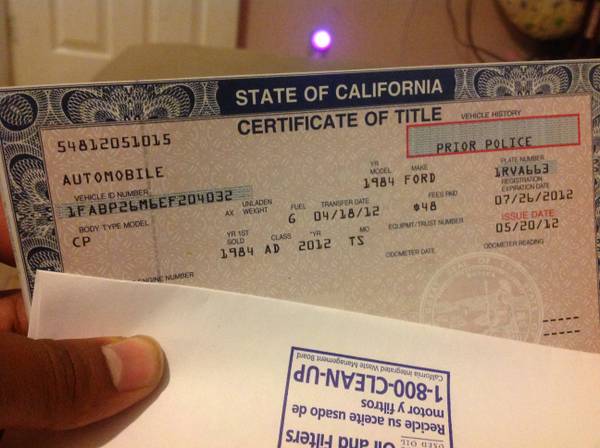 STATE OF CALIFORNIA
CERTIFICATE OF TITLE
VEHICLE HISTORY
54812051015
PRIOR POLICE
AUTOMOBILE
YR MODEL MAKE PLATE NUMBER
1984 FORD 1RVA663
VEHICLE ID NUMBER
1FABP26M6EF204032
AX UNLADEN WEIGHT FUEL TRANSFER DATE FEES PAID REGISTRATION EXPIRATION DATE
G 04/18/12 $48 07/26/2012
BODY TYPE MODEL
CP
YR 1ST SOLD CLASS *YR MO EQUIPMT/TRUST NUMBER ISSUE DATE
1984 AD 2012 TS 05/20/12
ENGINE NUMBER ODOMETER DATE ODOMETER READING
California Integrated Waste Management Board
1-800-CLEAN-UP
motor y filtros
Recicle su aceite usado de
Oil and Filters
USED OIL